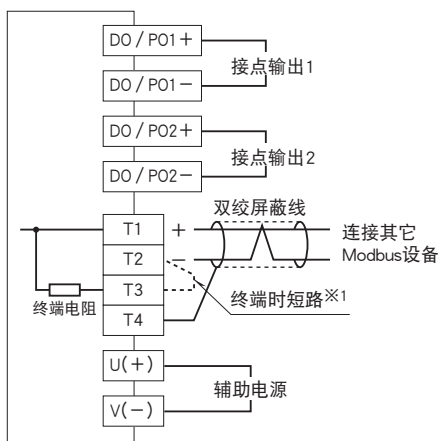 DO / PO1＋
接点输出1
DO / PO1－
DO / PO2＋
接点输出2
DO / PO2－
双绞屏蔽线
T1
＋
连接其它
Modbus设备
T2
－
T3
终端电阻
终端时短路※1
T4
U(＋)
辅助电源
V(－)